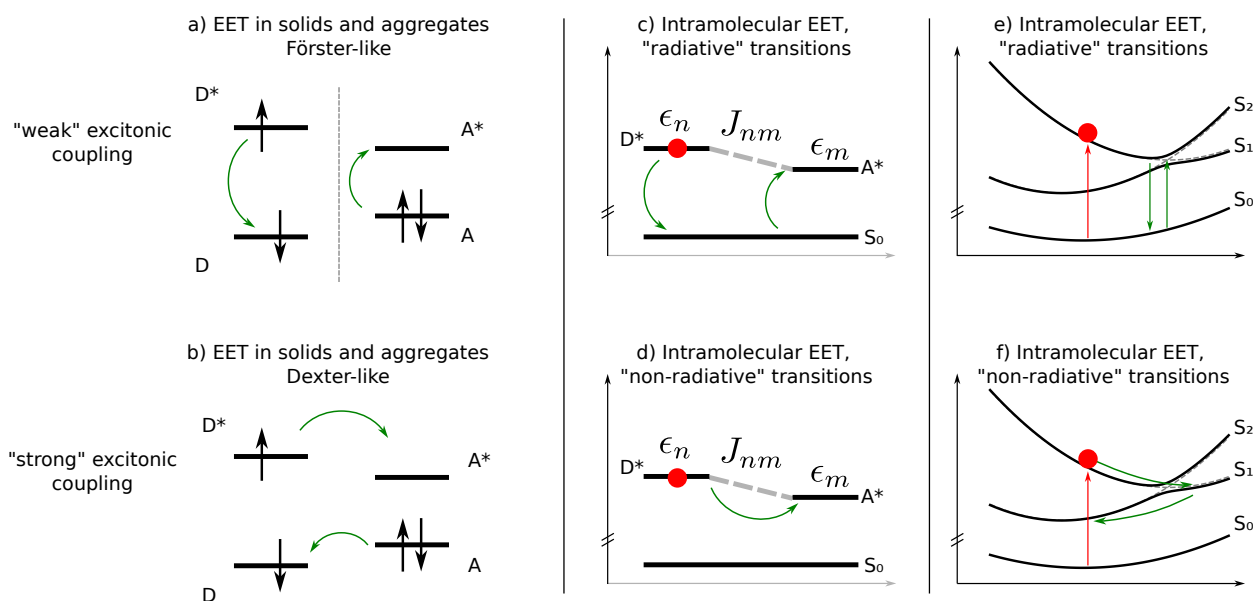 a) EET in solids and aggregates
Förster-like
"weak" excitonic
coupling
D*
A*
D
A
c) Intramolecular EET,
"radiative" transitions
D*
ϵₙ
Jₙₘ
ϵₘ
A*
S₀
e) Intramolecular EET,
"radiative" transitions
S₂
S₁
S₀
b) EET in solids and aggregates
Dexter-like
"strong" excitonic
coupling
D*
A*
D
A
d) Intramolecular EET,
"non-radiative" transitions
D*
ϵₙ
Jₙₘ
ϵₘ
A*
S₀
f) Intramolecular EET,
"non-radiative" transitions
S₂
S₁
S₀